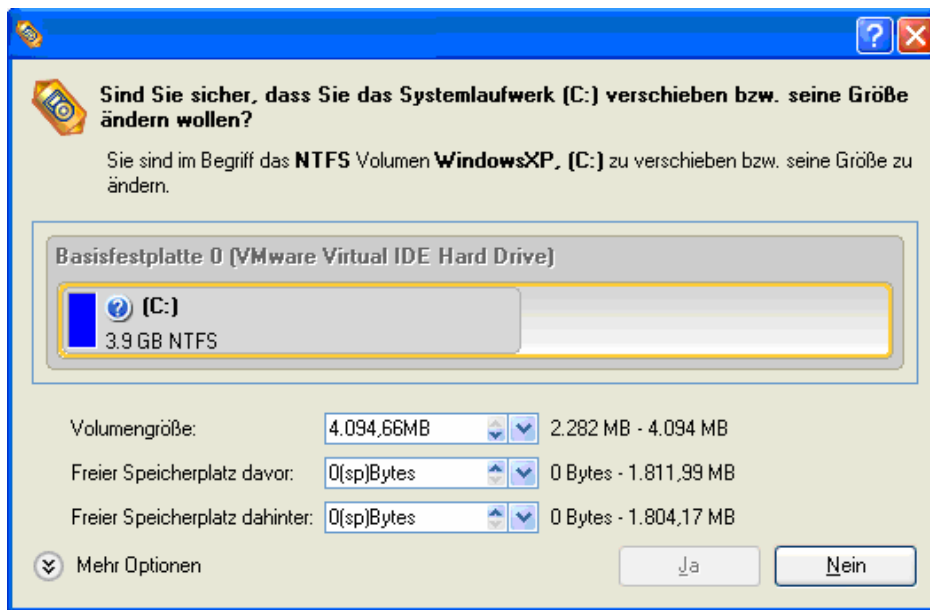 Sind Sie sicher, dass Sie das Systemlaufwerk (C:) verschieben bzw. seine Größe
ändern wollen?
Sie sind im Begriff das NTFS Volumen WindowsXP, (C:) zu verschieben bzw. seine Größe zu
ändern.
Basisfestplatte 0 (VMware Virtual IDE Hard Drive)
(C:)
3.9 GB NTFS
Volumengröße: 4.094,66MB 2.282 MB - 4.094 MB
Freier Speicherplatz davor: 0(sp)Bytes 0 Bytes - 1.811,99 MB
Freier Speicherplatz dahinter: 0(sp)Bytes 0 Bytes - 1.804,17 MB
Mehr Optionen Ja Nein